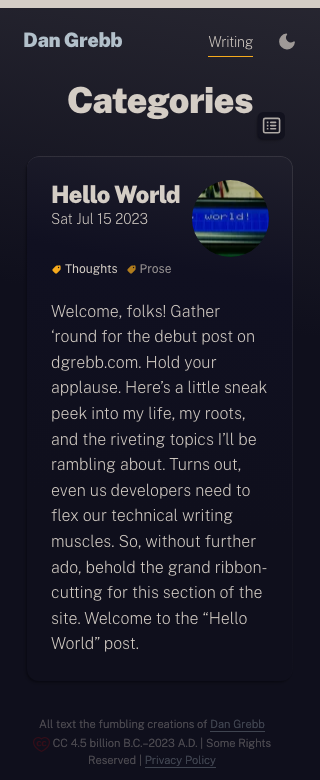 Dan Grebb
Writing
Categories
Hello World
Sat Jul 15 2023
world!
Thoughts Prose
Welcome, folks! Gather
‘round for the debut post on
dgrebb.com. Hold your
applause. Here’s a little sneak
peek into my life, my roots,
and the riveting topics I’ll be
rambling about. Turns out,
even us developers need to
flex our technical writing
muscles. So, without further
ado, behold the grand ribbon-
cutting for this section of the
site. Welcome to the “Hello
World” post.
All text the fumbling creations of Dan Grebb
CC 4.5 billion B.C.–2023 A.D. | Some Rights
Reserved | Privacy Policy